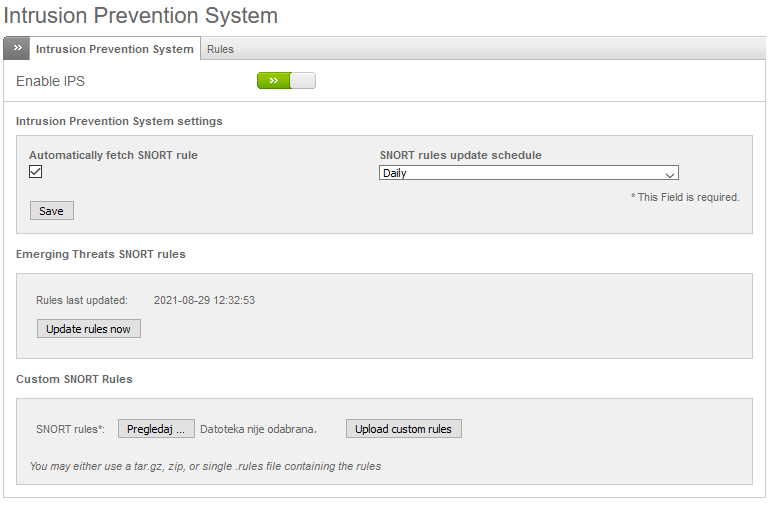 Intrusion Prevention System
» Intrusion Prevention System Rules
Enable IPS »
Intrusion Prevention System settings
Automatically fetch SNORT rule SNORT rules update schedule
Daily
* This Field is required.
Save
Emerging Threats SNORT rules
Rules last updated: 2021-08-29 12:32:53
Update rules now
Custom SNORT Rules
SNORT rules*: Pregledaj ... Datoteka nije odabrana. Upload custom rules
You may either use a tar.gz, zip, or single .rules file containing the rules